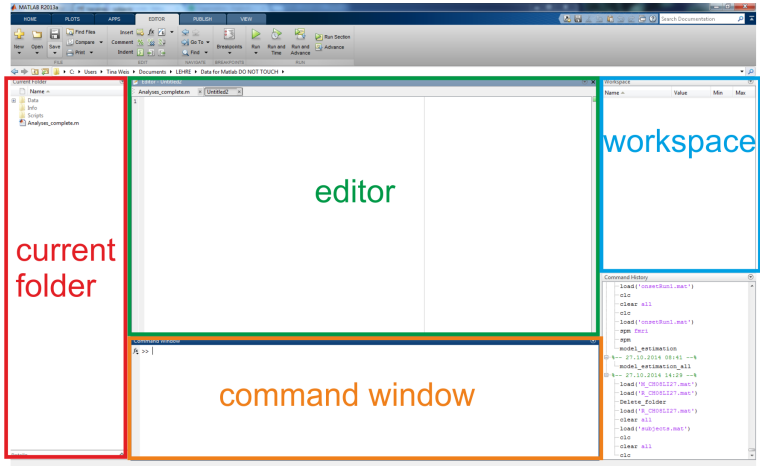 MATLAB R2013a
HOME PLOTS APPS EDITOR PUBLISH VIEW
Search Documentation
New Open Save
Find Files
Compare
Print
Insert
Comment
Indent
Go To
Find
Breakpoints
Run Run and Time Run and Advance
Run Section
Advance
FILE EDIT NAVIGATE BREAKPOINTS RUN
C: Users Tina Weis Documents LEHRE Data for Matlab DO NOT TOUCH
Current Folder
Name
Data
Info
Scripts
Analyses_complete.m
current
folder
Details
Editor - Untitled2
Analyses_complete.m Untitled2
1
editor
Command Window
fx >>
command window
Workspace
Name Value Min Max
workspace
Command History
load('onsetRun1.mat')
clc
clear all
clc
load('onsetRun1.mat')
spm fmri
spm
model_estimation
%-- 27.10.2014 08:41 --%
model_estimation_all
%-- 27.10.2014 14:29 --%
load('N_CH08LI27.mat')
load('R_CH08LI27.mat')
Delete_folder
load('R_CH08LI27.mat')
clear all
load('subjects.mat')
clc
clear all
clc